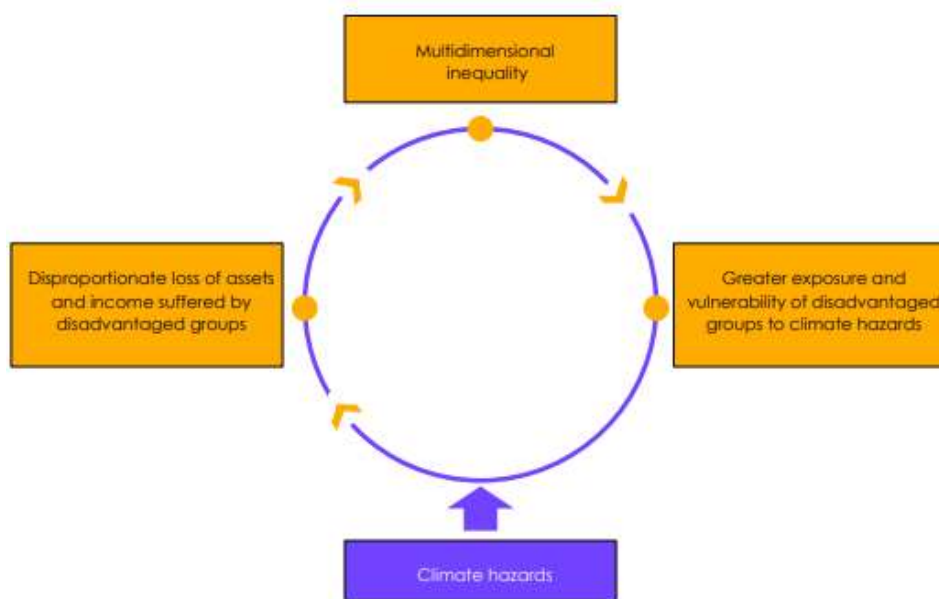 Multidimensional
inequality
Disproportionate loss of assets
and income suffered by
disadvantaged groups
Greater exposure and
vulnerability of disadvantaged
groups to climate hazards
Climate hazards